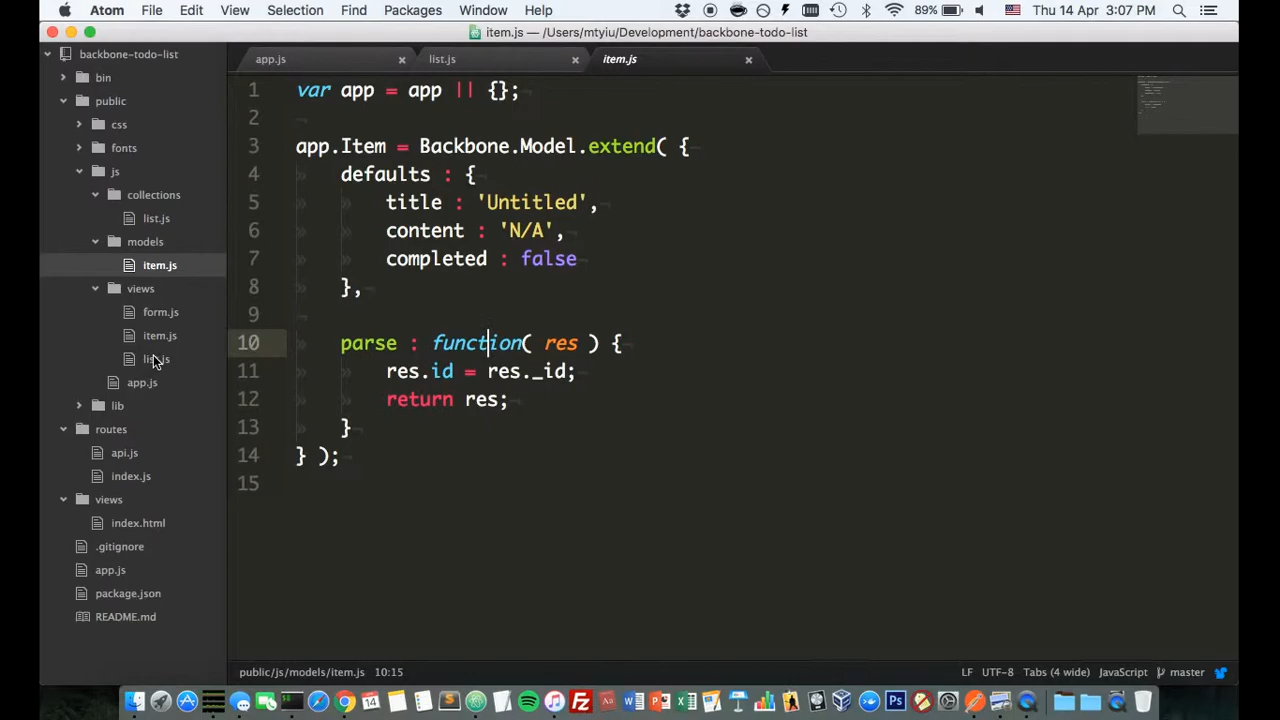 Atom File Edit View Selection Find Packages Window Help 89% Thu 14 Apr 3:07 PM
item.js — /Users/mtyiu/Development/backbone-todo-list
backbone-todo-list
bin
public
css
fonts
js
collections
list.js
models
item.js
views
form.js
item.js
list.js
app.js
lib
routes
api.js
index.js
views
index.html
.gitignore
app.js
package.json
README.md
app.js list.js item.js
1 var app = app || {};
2
3 app.Item = Backbone.Model.extend( {
4 defaults : {
5 title : 'Untitled',
6 content : 'N/A',
7 completed : false
8 },
9
10 parse : function( res ) {
11 res.id = res._id;
12 return res;
13 }
14 } );
15
public/js/models/item.js 10:15 LF UTF-8 Tabs (4 wide) JavaScript master